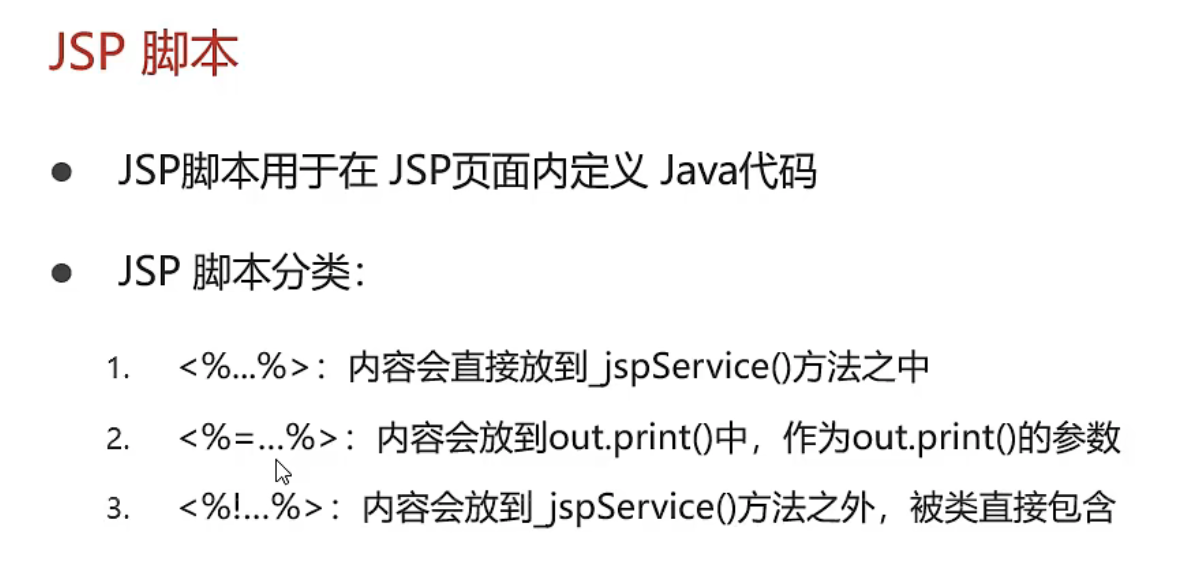 JSP 脚本
● JSP脚本用于在 JSP页面内定义 Java代码
● JSP 脚本分类：
1. <%...%>：内容会直接放到_jspService()方法之中
2. <%=…%>：内容会放到out.print()中，作为out.print()的参数
3. <%!…%>：内容会放到_jspService()方法之外，被类直接包含